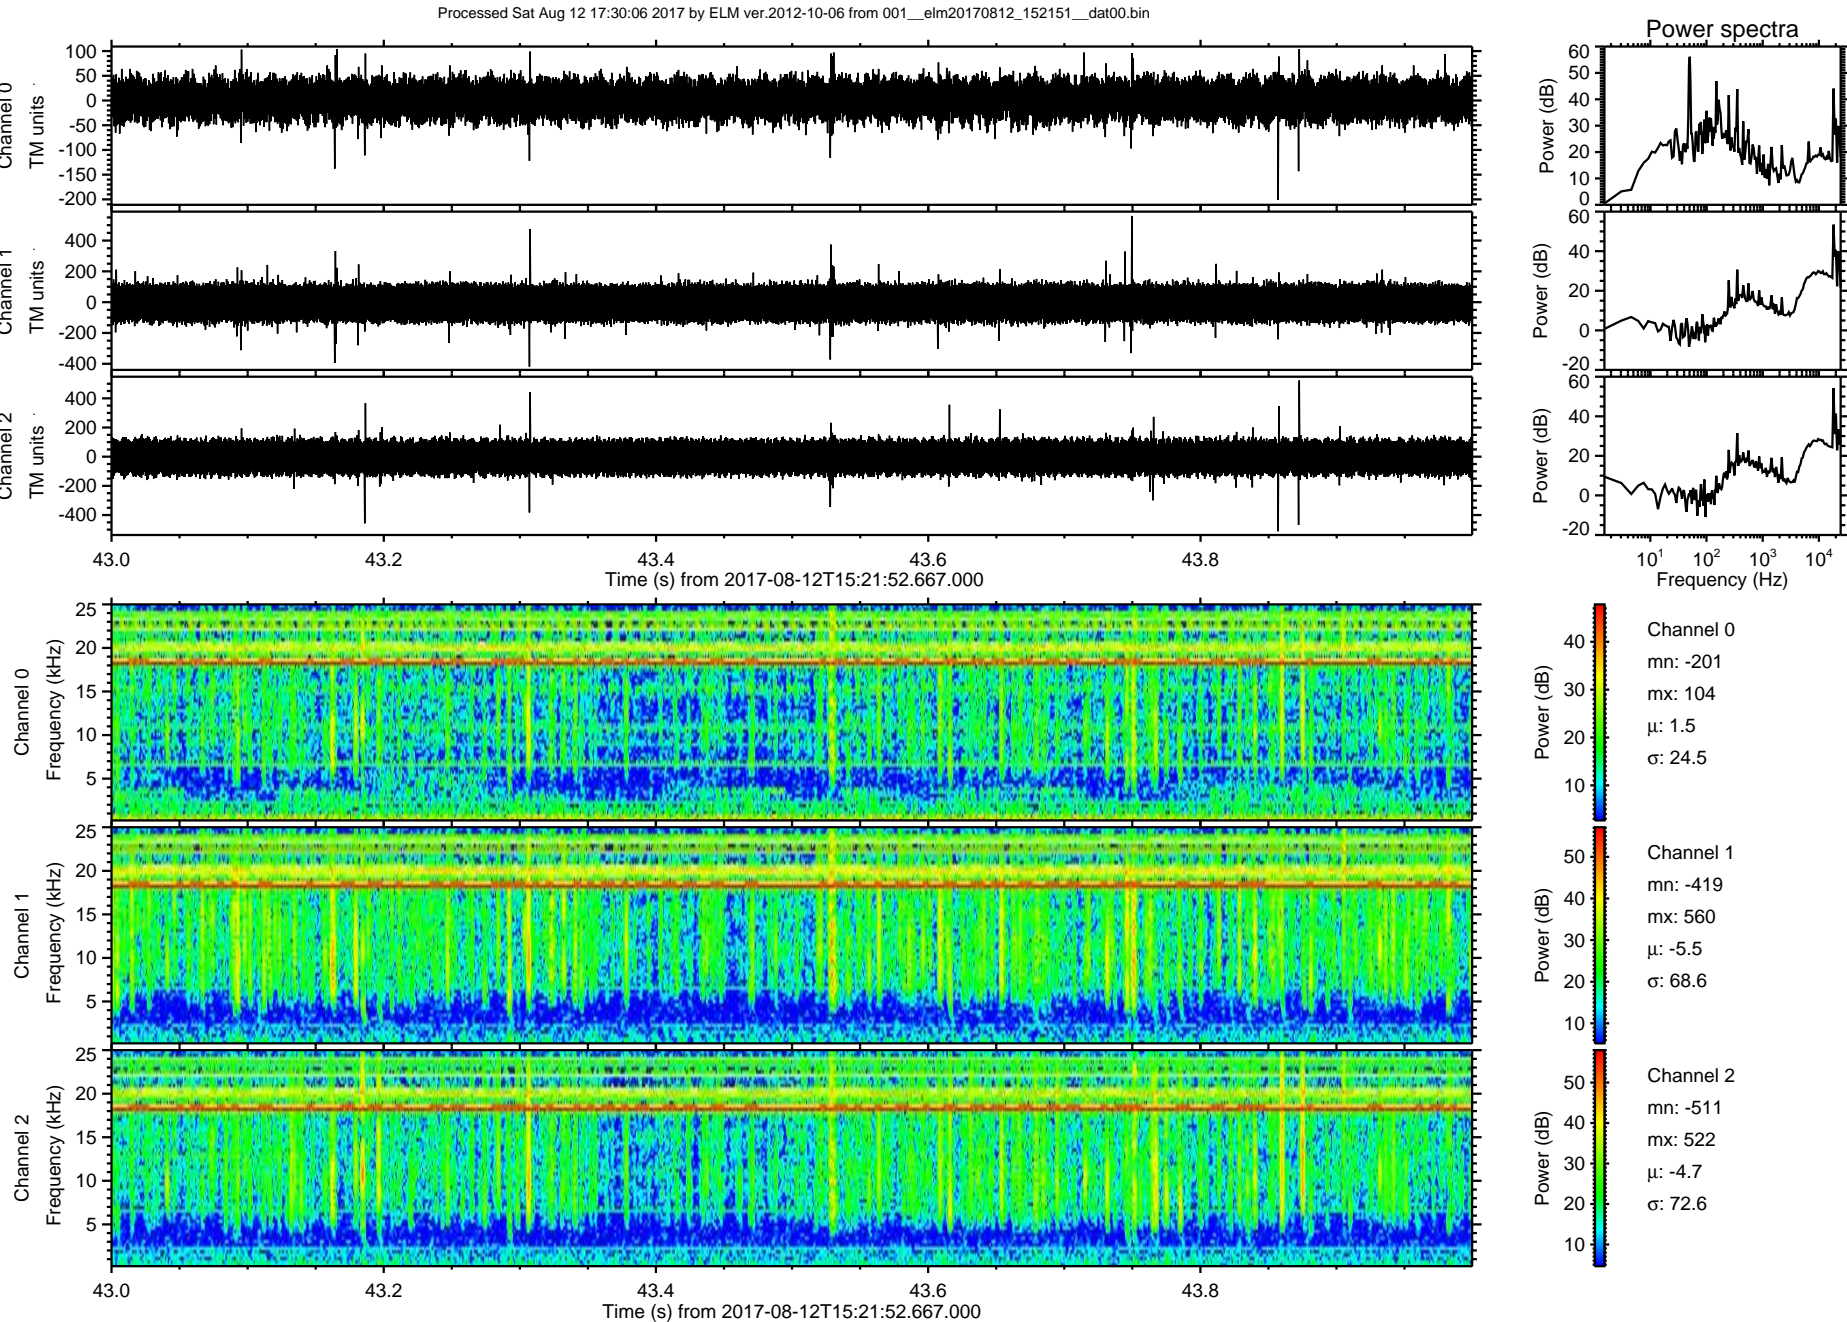 Processed Sat Aug 12 17:30:06 2017 by ELM ver.2012-10-06 from 001__elm20170812_152151__dat00.bin
Power spectra
Channel 0
TM units
100
50
0
-50
-100
-150
-200
Power (dB)
60
50
40
30
20
10
0
Channel 1
TM units
400
200
0
-200
-400
Power (dB)
60
40
20
0
-20
Channel 2
TM units
400
200
0
-200
-400
Power (dB)
60
40
20
0
-20
43.0 43.2 43.4 43.6 43.8
Time (s) from 2017-08-12T15:21:52.667.000
10^1 10^2 10^3 10^4
Frequency (Hz)
Channel 0
Frequency (kHz)
25
20
15
10
5
Power (dB)
40
30
20
10
Channel 0
mn: -201
mx: 104
μ: 1.5
σ: 24.5
Channel 1
Frequency (kHz)
25
20
15
10
5
Power (dB)
50
40
30
20
10
Channel 1
mn: -419
mx: 560
μ: -5.5
σ: 68.6
Channel 2
Frequency (kHz)
25
20
15
10
5
Power (dB)
50
40
30
20
10
Channel 2
mn: -511
mx: 522
μ: -4.7
σ: 72.6
43.0 43.2 43.4 43.6 43.8
Time (s) from 2017-08-12T15:21:52.667.000